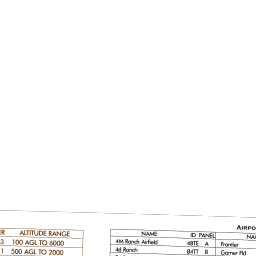 AIRPO
ER ALTITUDE RANGE
3 100 AGL TO 6000
1 500 AGL TO 2000
NAME ID PANEL NA
4M Ranch Airfield 48TE A Frontier
4d Ranch 84TT B Garner Fld